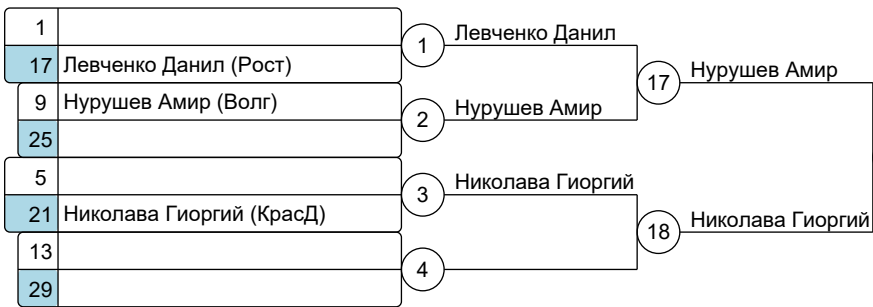 1
17 Левченко Данил (Рост)
9 Нурушев Амир (Волг)
25
5
21 Николава Гиоргий (КрасД)
13
29
1 Левченко Данил
2 Нурушев Амир
3 Николава Гиоргий
4
17 Нурушев Амир
18 Николава Гиоргий